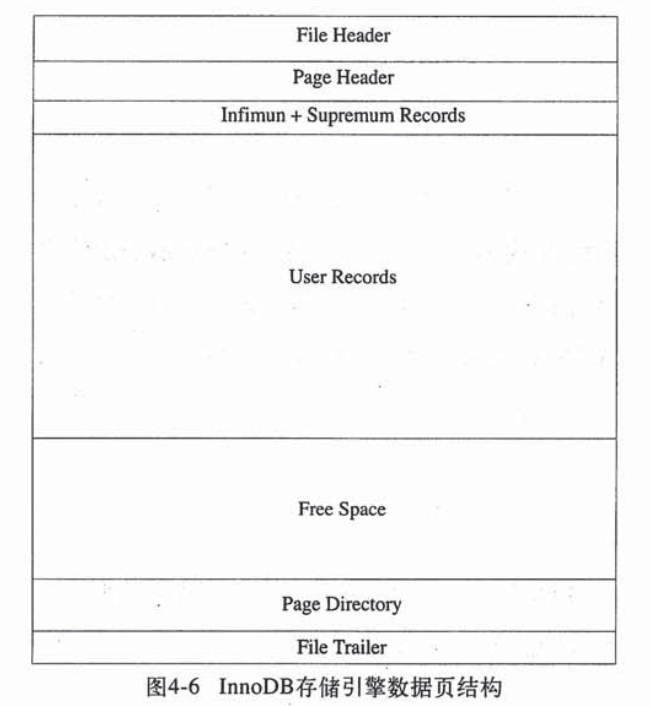 File Header
Page Header
Infimun + Supremum Records
User Records
Free Space
Page Directory
File Trailer
图4-6 InnoDB存储引擎数据页结构